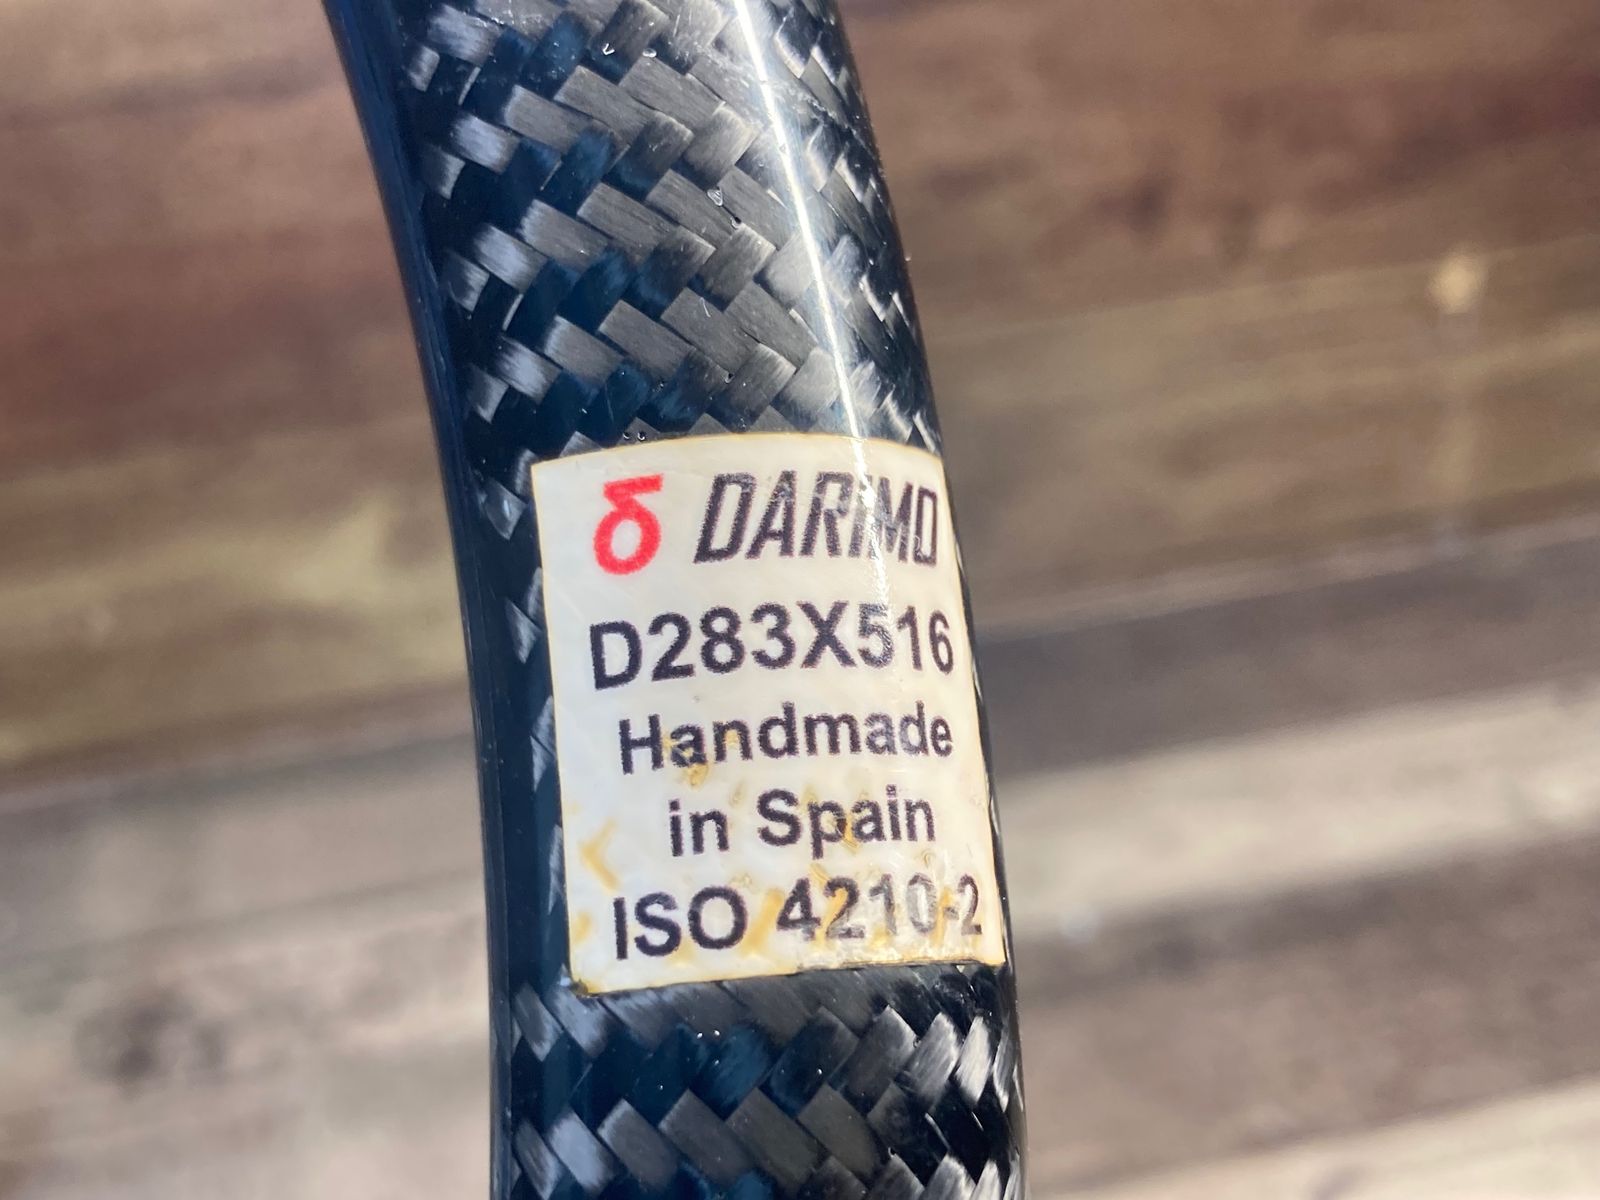 δ DARIMO
D283X516
Handmade
in Spain
ISO 4210-2